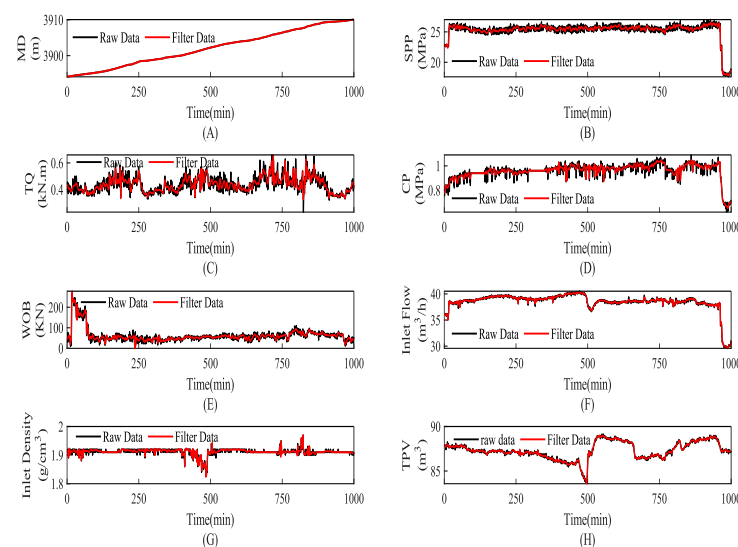 3910
3900
MD
(m)
Raw Data Filter Data
0 250 500 750 1000
Time(min)
(A)
25
20
SPP
(MPa)
Raw Data Filter Data
0 250 500 750 1000
Time(min)
(B)
0.6
0.4
TQ
(kN.m)
Raw Data Filter Data
0 250 500 750 1000
Time(min)
(C)
1
0.8
CP
(MPa)
Raw Data Filter Data
0 250 500 750 1000
Time(min)
(D)
200
100
0
WOB
(KN)
Raw Data Filter Data
0 250 500 750 1000
Time(min)
(E)
40
35
30
Inlet Flow
(m³/h)
Raw Data Filter Data
0 250 500 750 1000
Time(min)
(F)
2
1.9
1.8
Inlet Density
(g/cm³)
Raw Data Filter Data
0 250 500 750 1000
Time(min)
(G)
90
85
TPV
(m³)
raw data Filter Data
0 250 500 750 1000
Time(min)
(H)